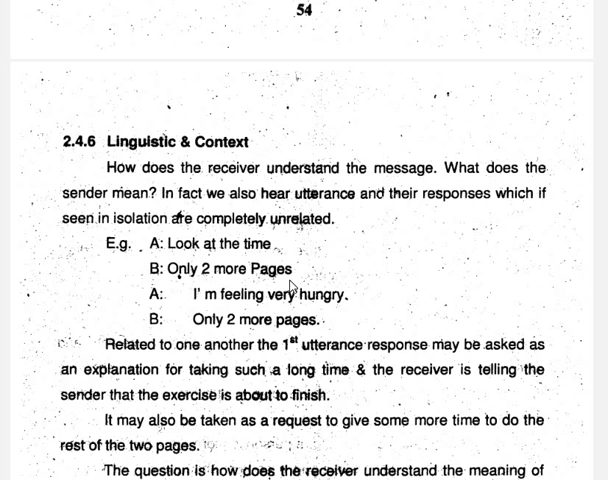 54
2.4.6 Linguistic & Context
How does the receiver understand the message. What does the
sender mean? In fact we also hear utterance and their responses which if
seen in isolation are completely unrelated.
E.g. A: Look at the time
B: Only 2 more Pages
A: I' m feeling very hungry.
B: Only 2 more pages.
Related to one another the 1st utterance response may be asked as
an explanation for taking such a long time & the receiver is telling the
sender that the exercise is about to finish.
It may also be taken as a request to give some more time to do the
rest of the two pages.
The question is how does the receiver understand the meaning of